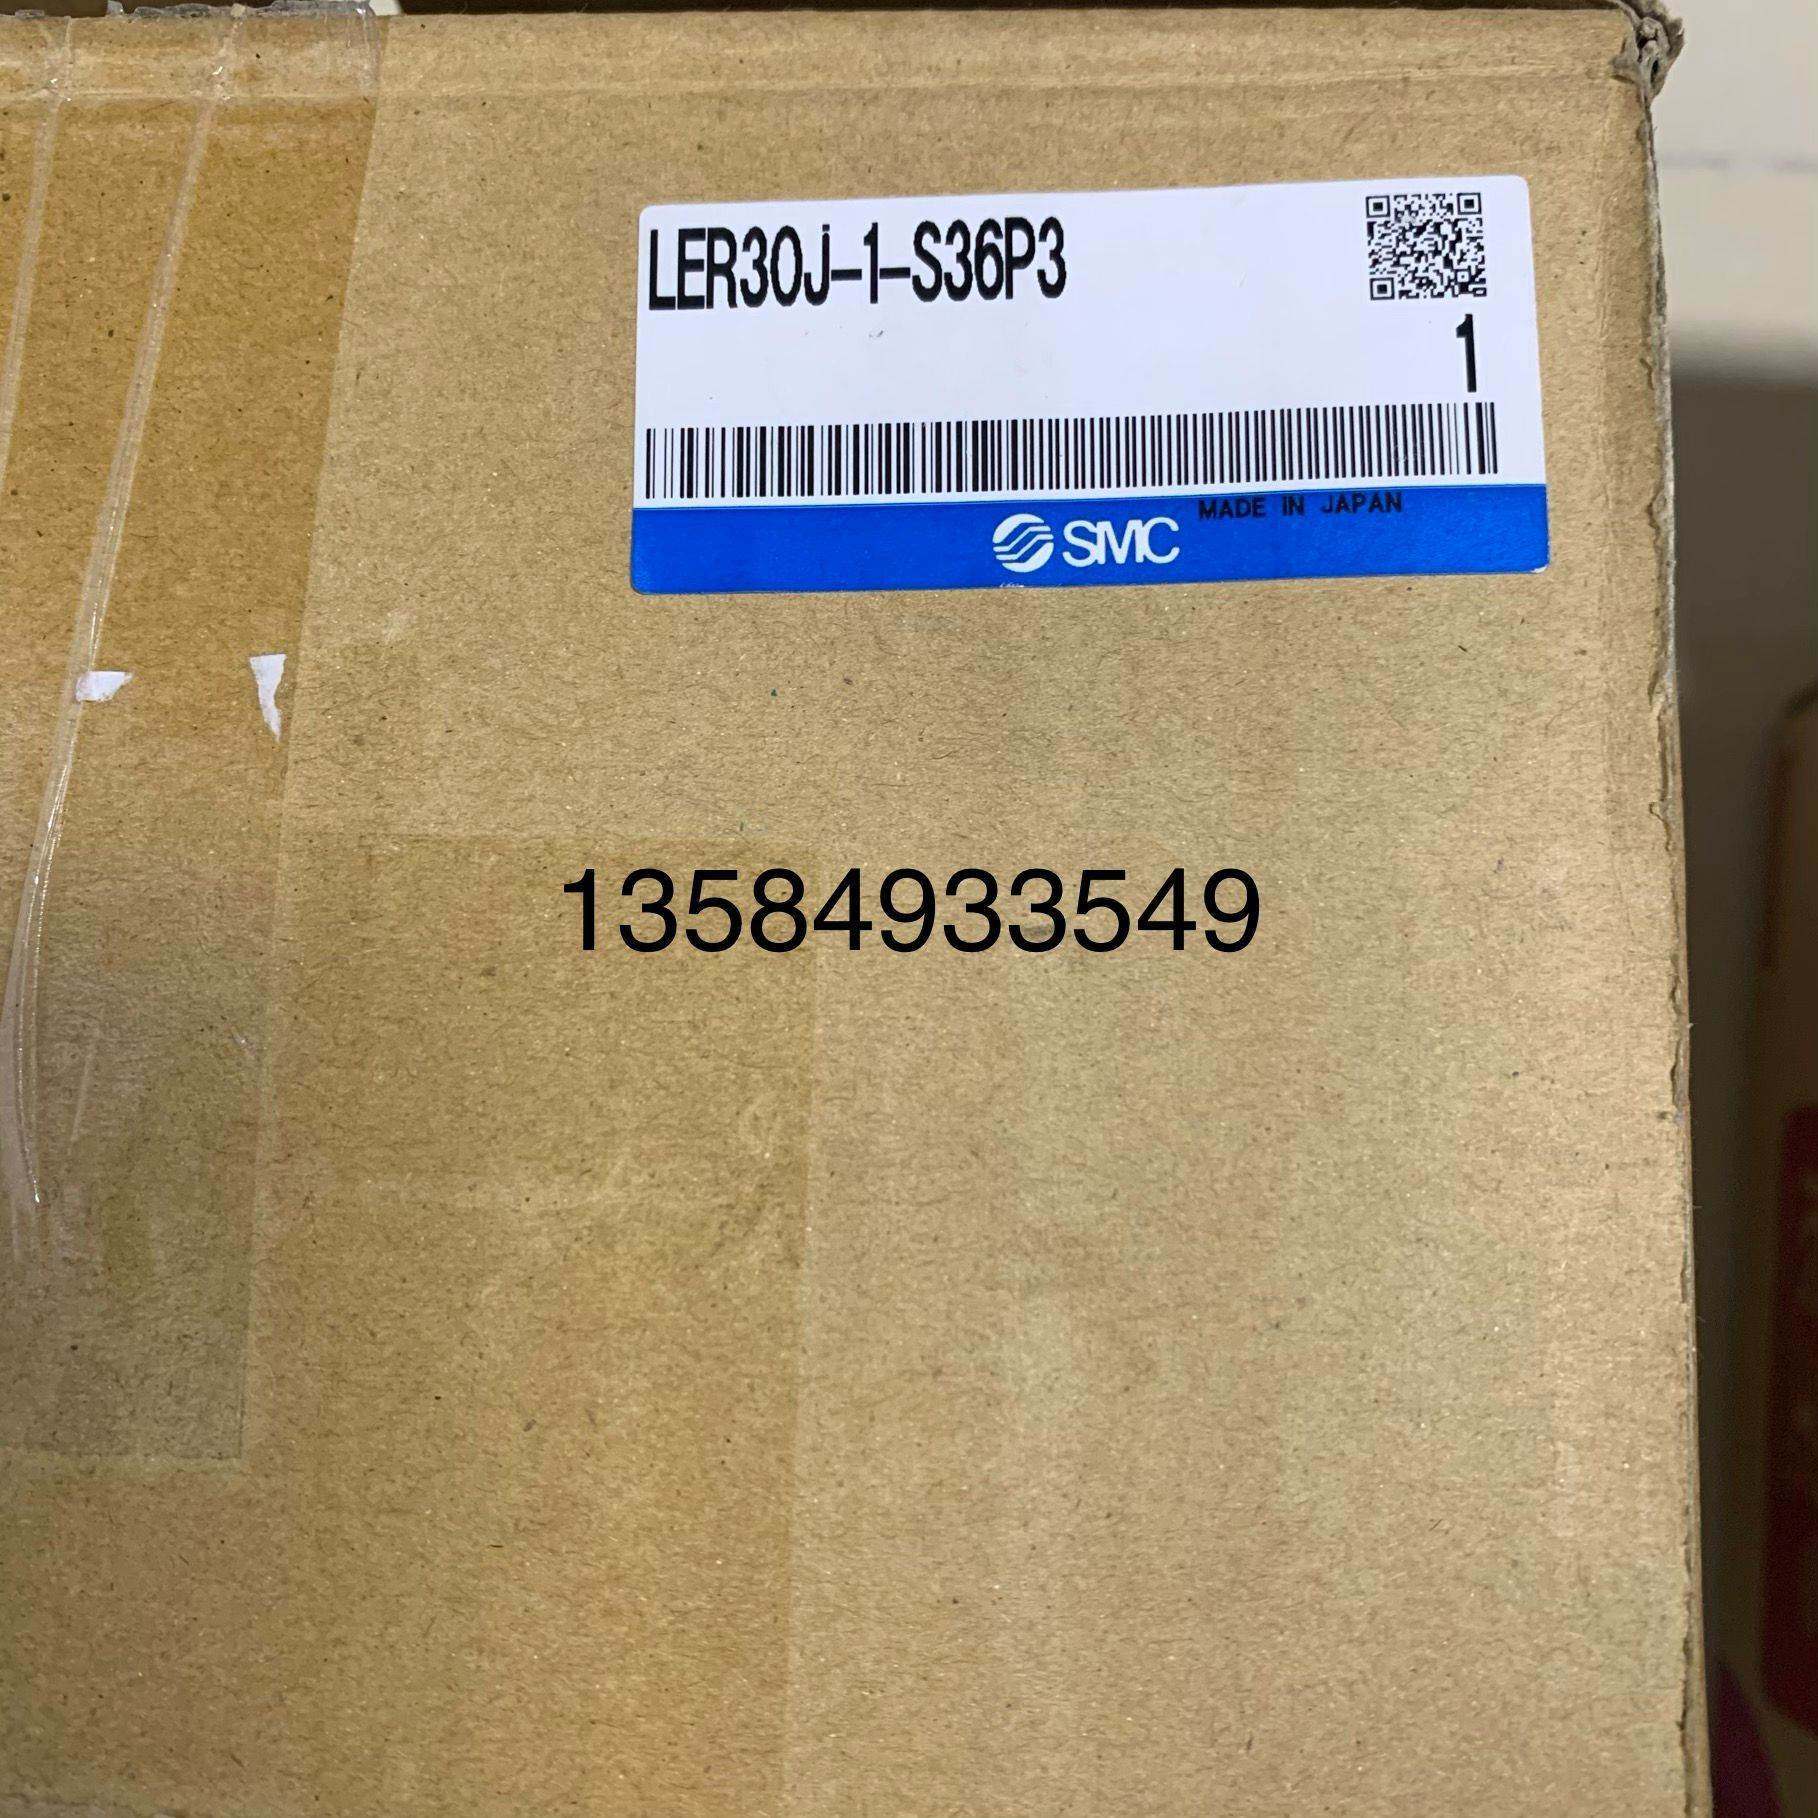 LER30J-1-S36P3
1
MADE IN JAPAN
SMC
13584933549